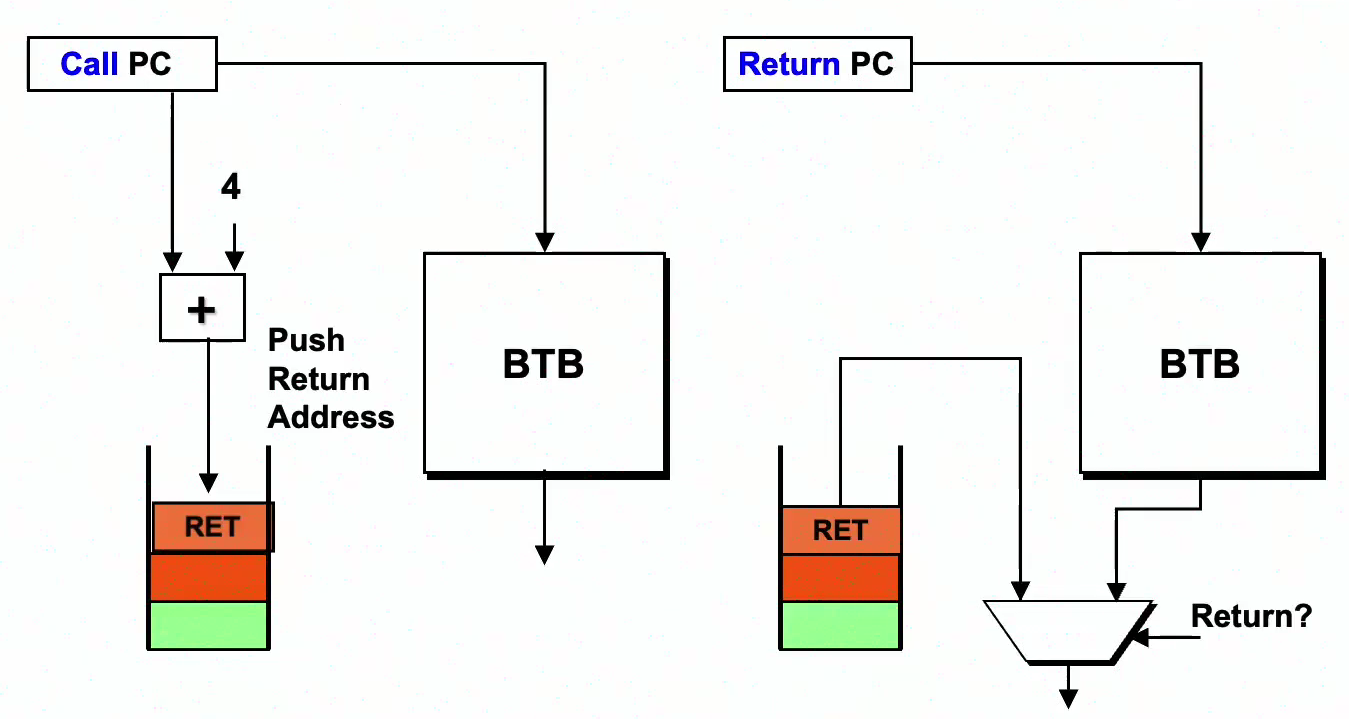 Call PC
4
+
Push
Return
Address
BTB
RET
Return PC
BTB
RET
Return?